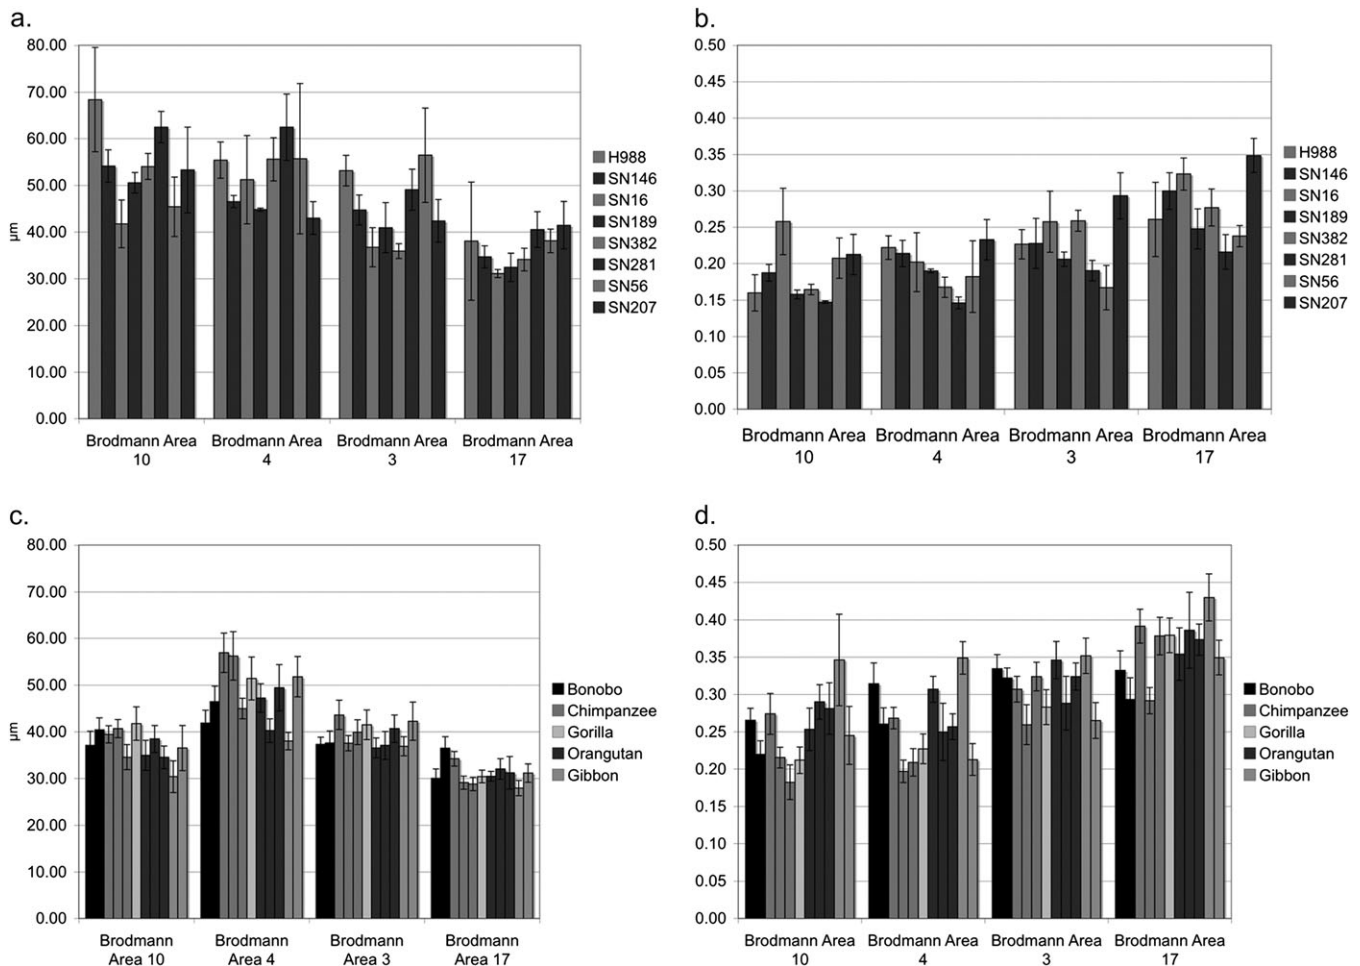 a.
80.00
70.00
60.00
50.00
40.00
30.00
20.00
10.00
0.00
µm
Brodmann Area
10
Brodmann Area
4
Brodmann Area
3
Brodmann Area
17
H988
SN146
SN16
SN189
SN382
SN281
SN56
SN207
b.
0.50
0.45
0.40
0.35
0.30
0.25
0.20
0.15
0.10
0.05
0.00
Brodmann Area
10
Brodmann Area
4
Brodmann Area
3
Brodmann Area
17
H988
SN146
SN16
SN189
SN382
SN281
SN56
SN207
c.
80.00
70.00
60.00
50.00
40.00
30.00
20.00
10.00
0.00
µm
Brodmann
Area 10
Brodmann
Area 4
Brodmann
Area 3
Brodmann
Area 17
Bonobo
Chimpanzee
Gorilla
Orangutan
Gibbon
d.
0.50
0.45
0.40
0.35
0.30
0.25
0.20
0.15
0.10
0.05
0.00
Brodmann Area
10
Brodmann Area
4
Brodmann Area
3
Brodmann Area
17
Bonobo
Chimpanzee
Gorilla
Orangutan
Gibbon